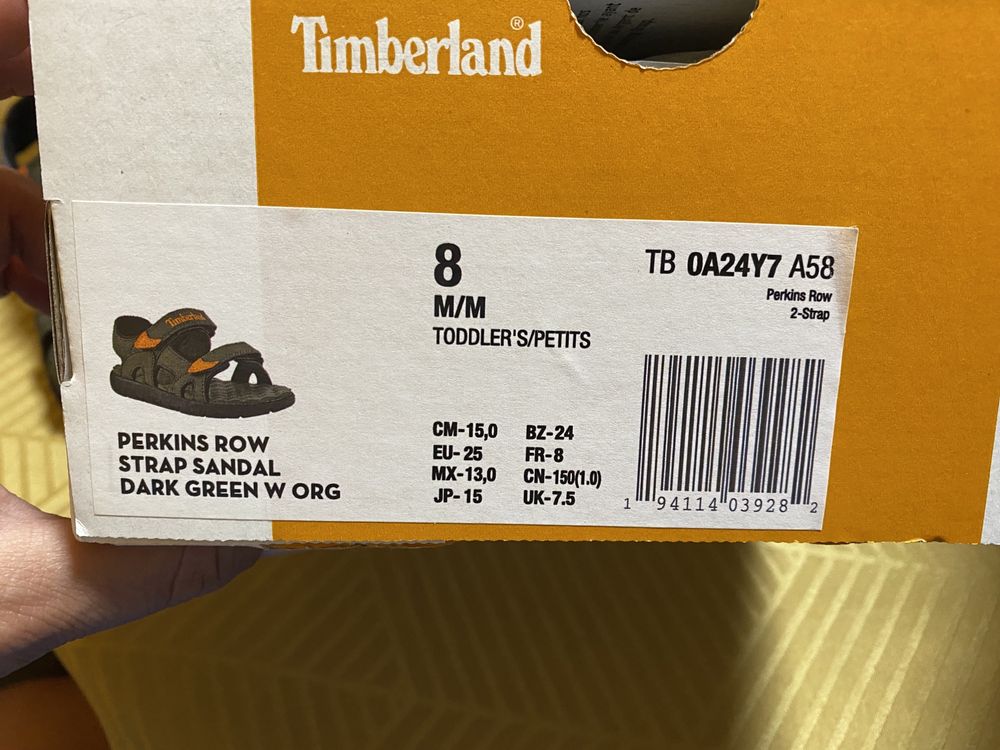 Timberland®
8
M/M
TODDLER'S/PETITS
TB 0A24Y7 A58
Perkins Row
2-Strap
Timberland
PERKINS ROW
STRAP SANDAL
DARK GREEN W ORG
CM-15,0 BZ-24
EU-25 FR-8
MX-13,0 CN-150(1.0)
JP-15 UK-7.5
1 94114 03928 2